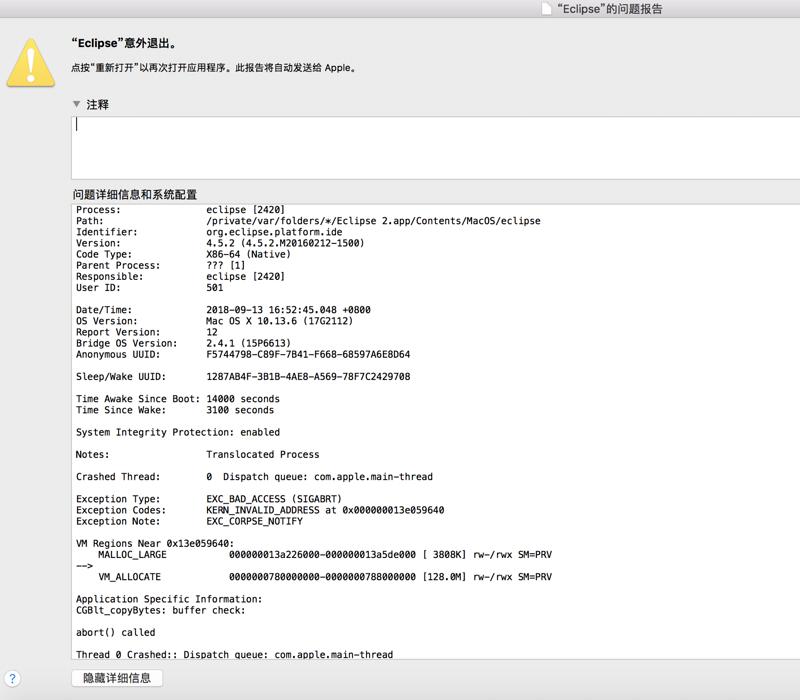 “Eclipse”的问题报告
“Eclipse”意外退出。
点按“重新打开”以再次打开应用程序。此报告将自动发送给 Apple。
注释
问题详细信息和系统配置
Process: eclipse [2420]
Path: /private/var/folders/*/Eclipse 2.app/Contents/MacOS/eclipse
Identifier: org.eclipse.platform.ide
Version: 4.5.2 (4.5.2.M20160212-1500)
Code Type: X86-64 (Native)
Parent Process: ??? [1]
Responsible: eclipse [2420]
User ID: 501
Date/Time: 2018-09-13 16:52:45.048 +0800
OS Version: Mac OS X 10.13.6 (17G2112)
Report Version: 12
Bridge OS Version: 2.4.1 (15P6613)
Anonymous UUID: F5744798-C89F-7B41-F668-68597A6E8D64
Sleep/Wake UUID: 1287AB4F-3B1B-4AE8-A569-78F7C2429708
Time Awake Since Boot: 14000 seconds
Time Since Wake: 3100 seconds
System Integrity Protection: enabled
Notes: Translocated Process
Crashed Thread: 0 Dispatch queue: com.apple.main-thread
Exception Type: EXC_BAD_ACCESS (SIGABRT)
Exception Codes: KERN_INVALID_ADDRESS at 0x000000013e059640
Exception Note: EXC_CORPSE_NOTIFY
VM Regions Near 0x13e059640:
MALLOC_LARGE 000000013a226000-000000013a5de000 [ 3808K] rw-/rwx SM=PRV
-->
VM_ALLOCATE 0000000780000000-0000000788000000 [128.0M] rw-/rwx SM=PRV
Application Specific Information:
CGBlt_copyBytes: buffer check:
abort() called
Thread 0 Crashed:: Dispatch queue: com.apple.main-thread
? 隐藏详细信息